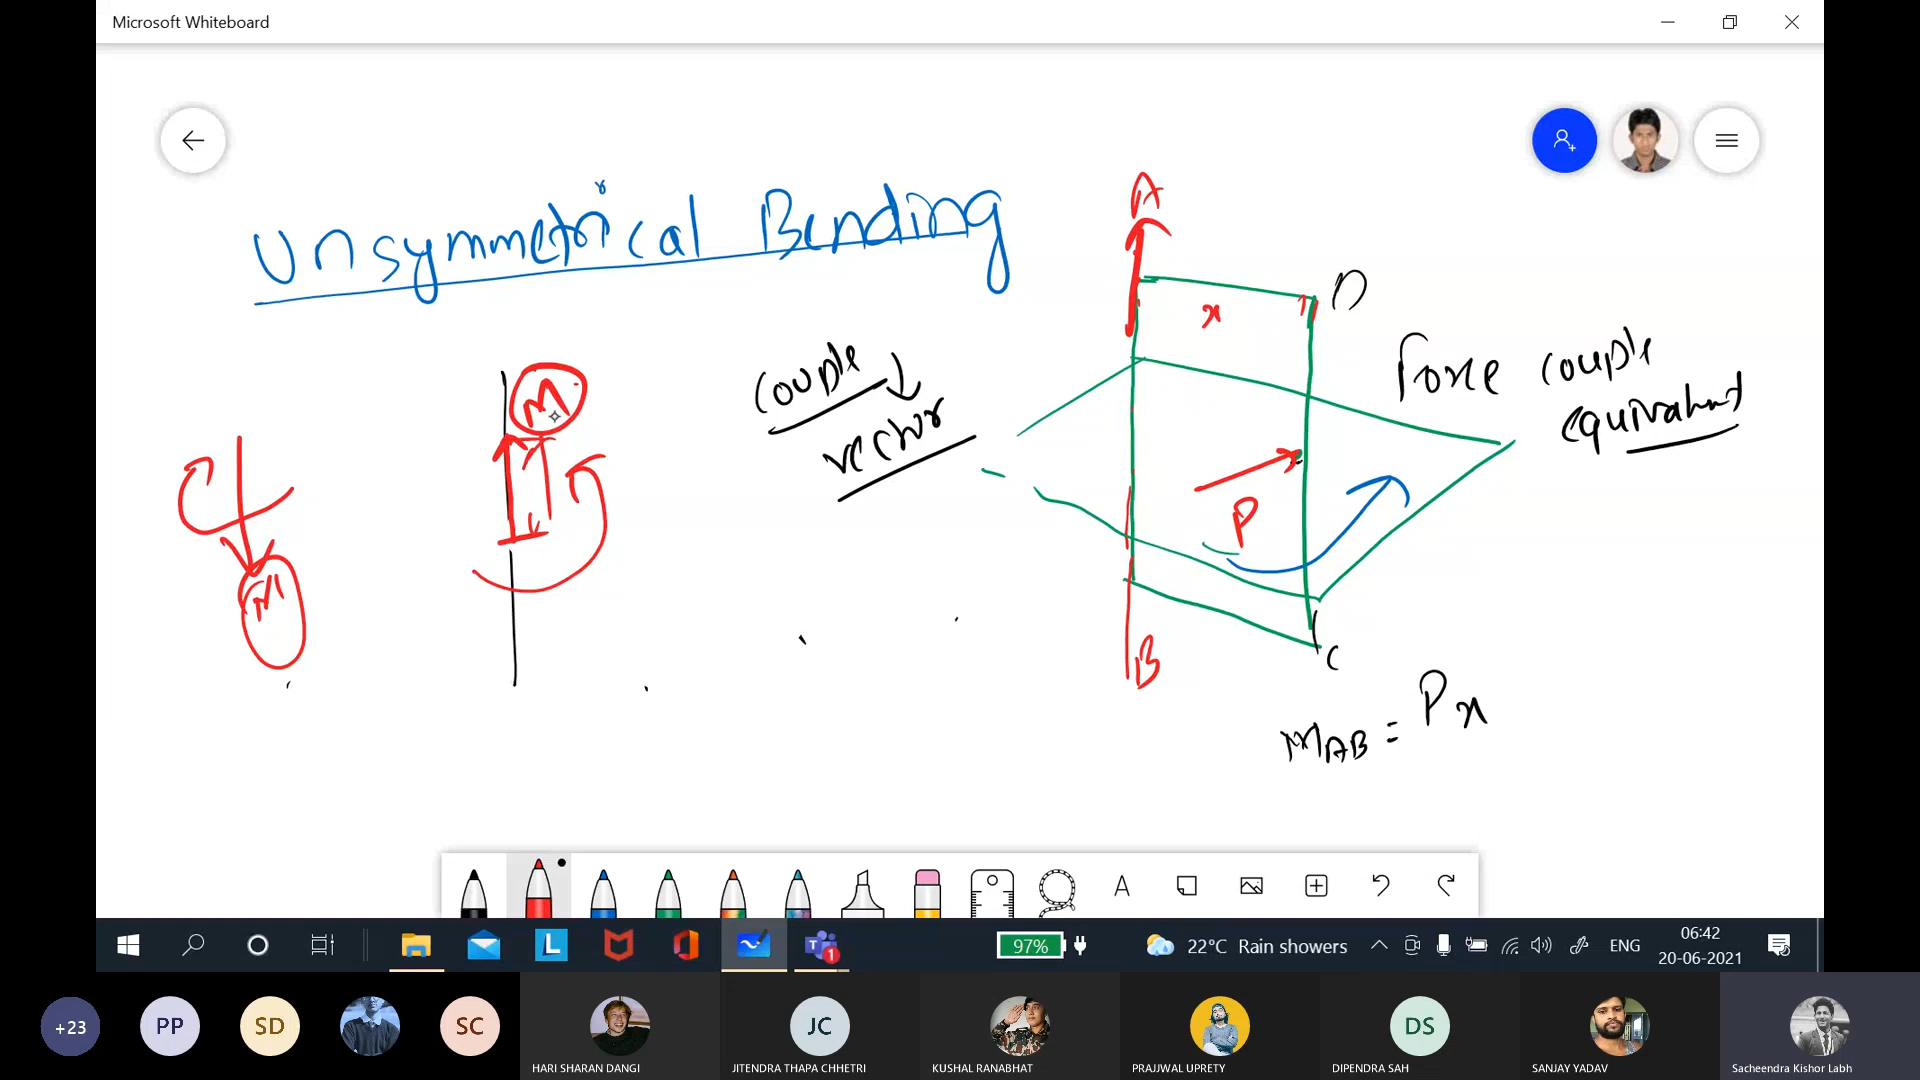 Microsoft Whiteboard
Unsymmetrical Bending
A
D
x
M
couple
vector
Force couple
equivalent
P
M
B
C
MAB = Px
A
97%
22°C Rain showers
ENG
06:42
20-06-2021
1
L
+23
PP
SD
SC
JC
DS
HARI SHARAN DANGI
JITENDRA THAPA CHHETRI
KUSHAL RANABHAT
PRAJJWAL UPRETY
DIPENDRA SAH
SANJAY YADAV
Sacheendra Kishor Labh